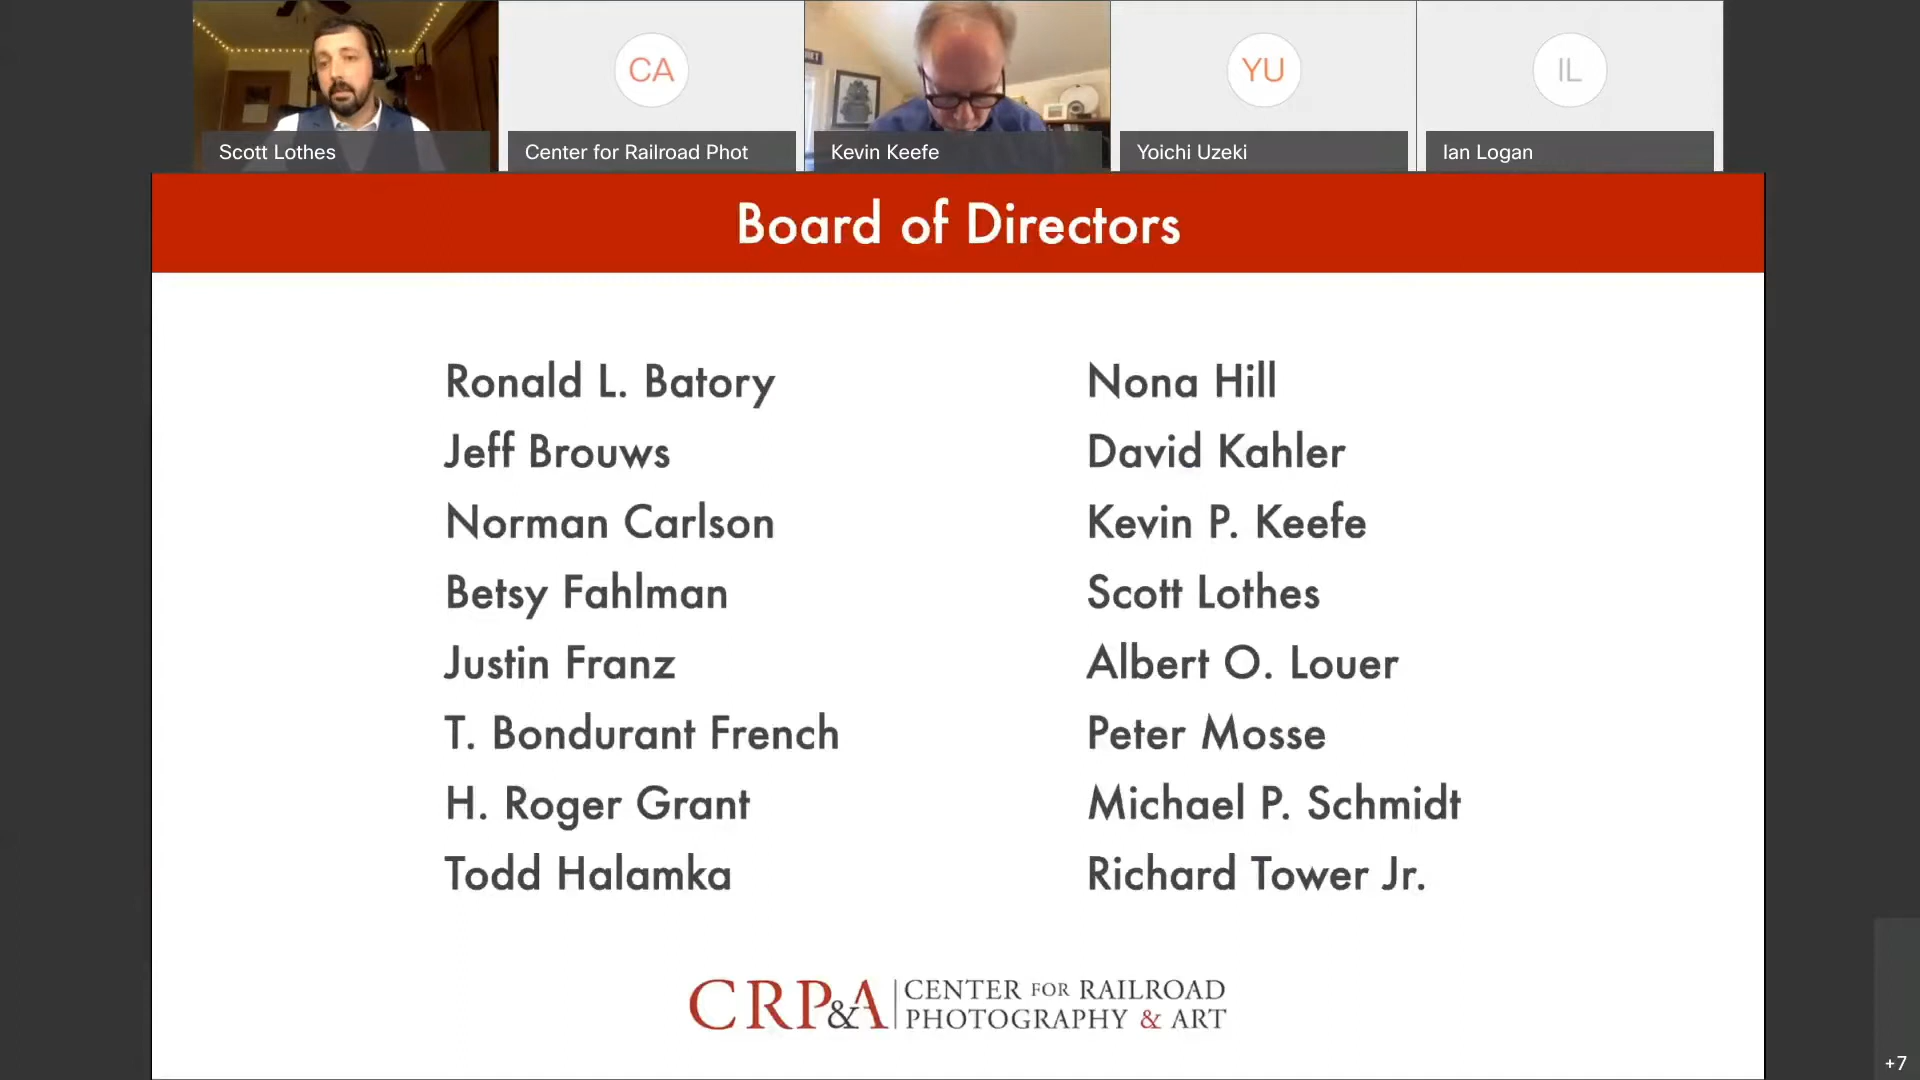 CA
YU
IL
Scott Lothes
Center for Railroad Phot
Kevin Keefe
Yoichi Uzeki
Ian Logan
Board of Directors
Ronald L. Batory
Jeff Brouws
Norman Carlson
Betsy Fahlman
Justin Franz
T. Bondurant French
H. Roger Grant
Todd Halamka
Nona Hill
David Kahler
Kevin P. Keefe
Scott Lothes
Albert O. Louer
Peter Mosse
Michael P. Schmidt
Richard Tower Jr.
CRP&A
CENTER FOR RAILROAD
PHOTOGRAPHY & ART
+7